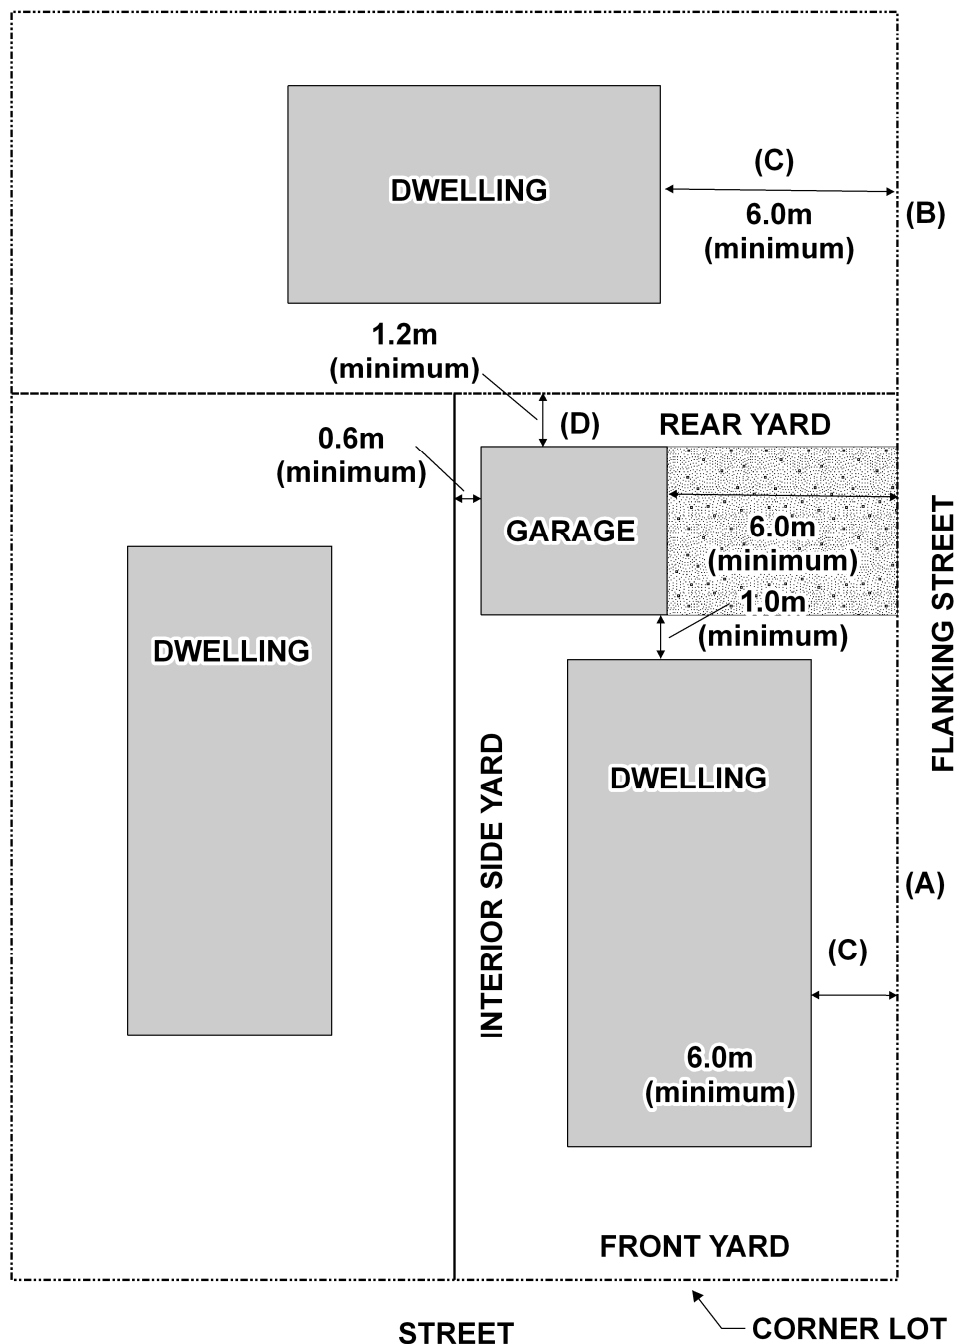 DWELLING
(C)
6.0m
(minimum)
(B)
1.2m
(minimum)
(D)
REAR YARD
0.6m
(minimum)
GARAGE
6.0m
(minimum)
1.0m
(minimum)
FLANKING STREET
DWELLING
INTERIOR SIDE YARD
DWELLING
(A)
(C)
6.0m
(minimum)
FRONT YARD
STREET
CORNER LOT